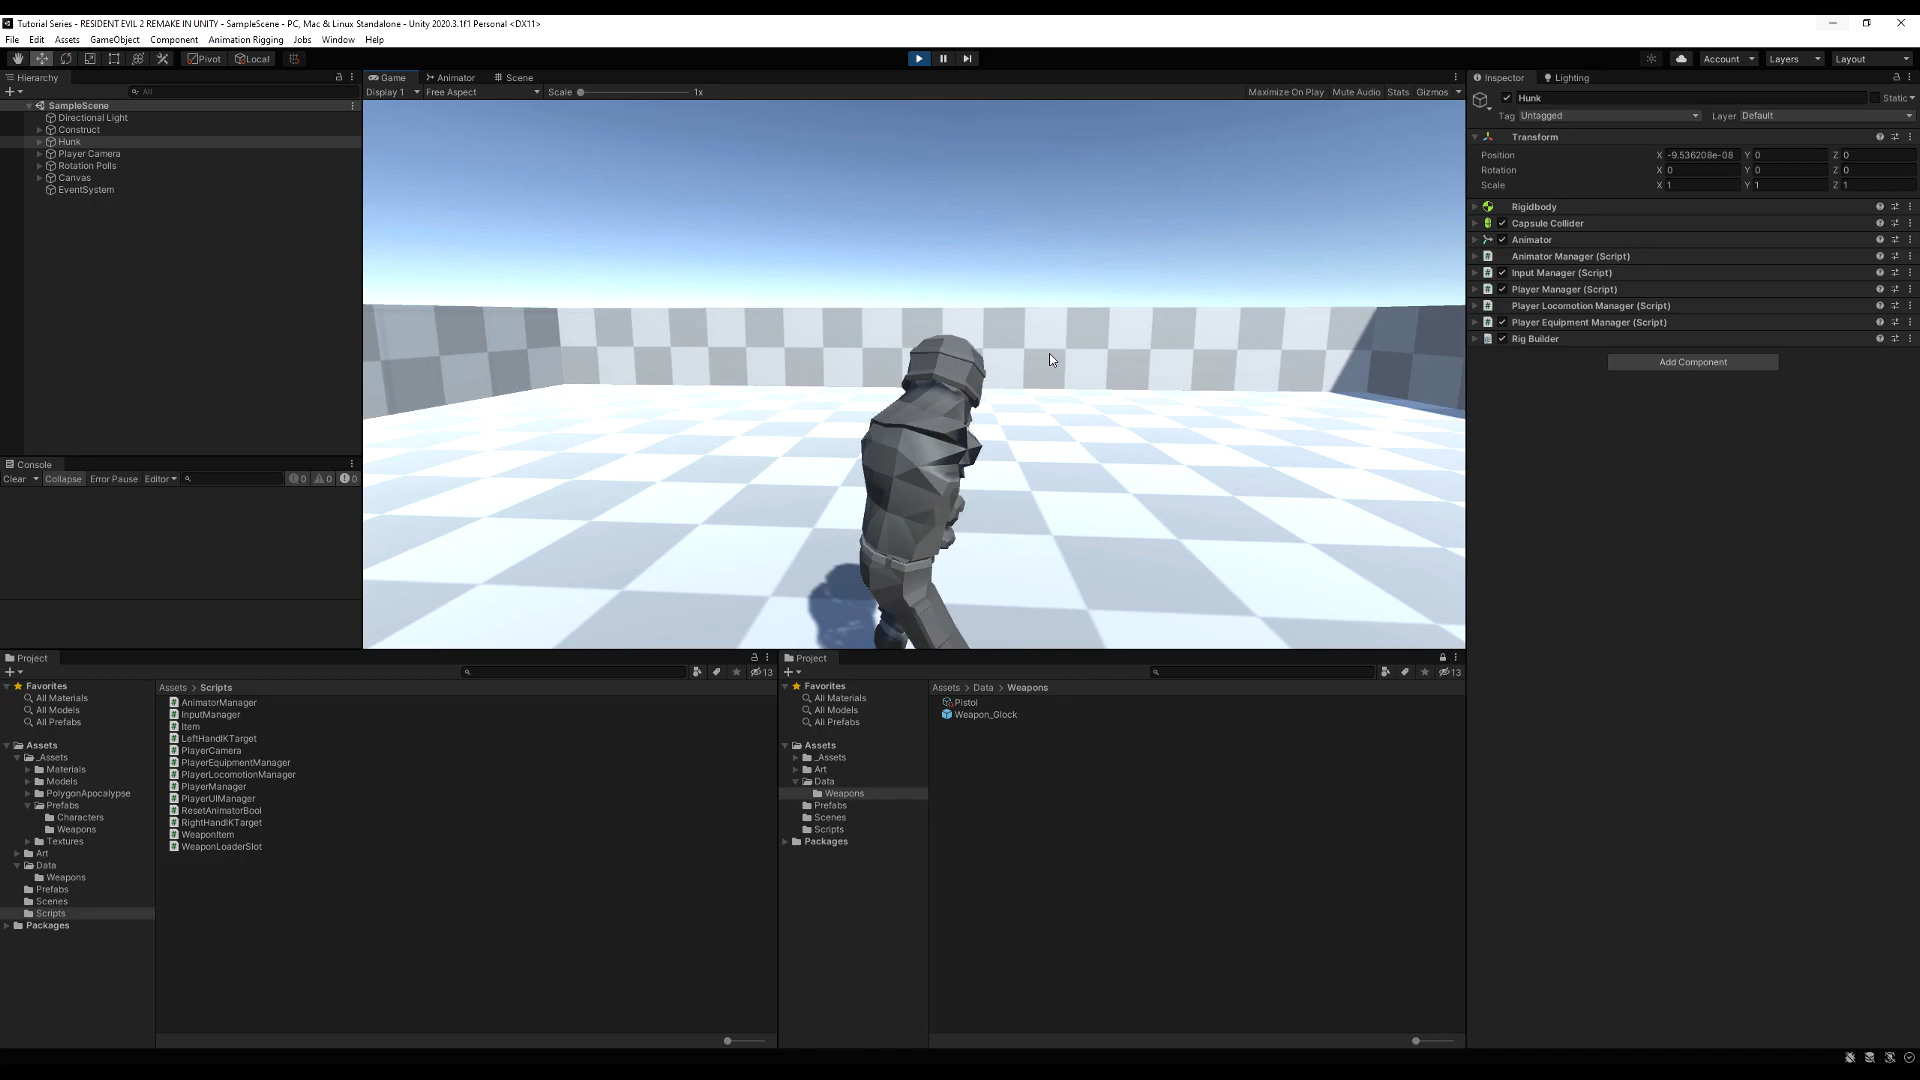 Tutorial Series - RESIDENT EVIL 2 REMAKE IN UNITY - SampleScene - PC, Mac & Linux Standalone - Unity 2020.3.1f1 Personal <DX11>
File Edit Assets GameObject Component Animation Rigging Jobs Window Help
Pivot Local Account Layers Layout
Hierarchy
All
SampleScene
Directional Light
Construct
Hunk
Player Camera
Rotation Polls
Canvas
EventSystem
Console
Clear Collapse Error Pause Editor 0 0 0
Game Animator Scene
Display 1 Free Aspect Scale 1x Maximize On Play Mute Audio Stats Gizmos
Inspector Lighting
Hunk Static
Tag Untagged Layer Default
Transform
Position X -9.536208e-08 Y 0 Z 0
Rotation X 0 Y 0 Z 0
Scale X 1 Y 1 Z 1
Rigidbody
Capsule Collider
Animator
Animator Manager (Script)
Input Manager (Script)
Player Manager (Script)
Player Locomotion Manager (Script)
Player Equipment Manager (Script)
Rig Builder
Add Component
Project
13
Favorites
All Materials
All Models
All Prefabs
Assets
_Assets
Materials
Models
PolygonApocalypse
Prefabs
Characters
Weapons
Textures
Art
Data
Weapons
Prefabs
Scenes
Scripts
Packages
Assets > Scripts
AnimatorManager
InputManager
Item
LeftHandIKTarget
PlayerCamera
PlayerEquipmentManager
PlayerLocomotionManager
PlayerManager
PlayerUIManager
ResetAnimatorBool
RightHandIKTarget
WeaponItem
WeaponLoaderSlot
Project
13
Favorites
All Materials
All Models
All Prefabs
Assets
_Assets
Art
Data
Weapons
Prefabs
Scenes
Scripts
Packages
Assets > Data > Weapons
Pistol
Weapon_Glock